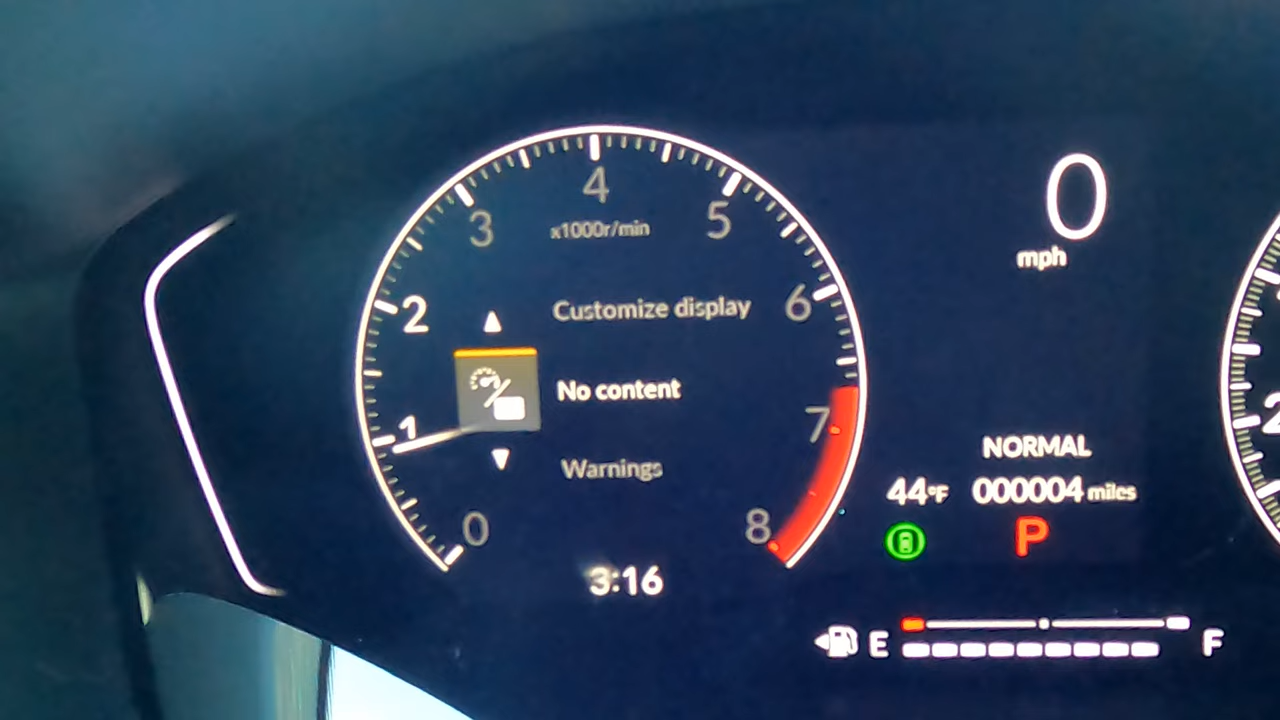 4
3
5
x1000r/min
2
Customize display
6
No content
1
7
Warnings
0
8
3:16
0
mph
NORMAL
44°F 000004 miles
P
E F
2